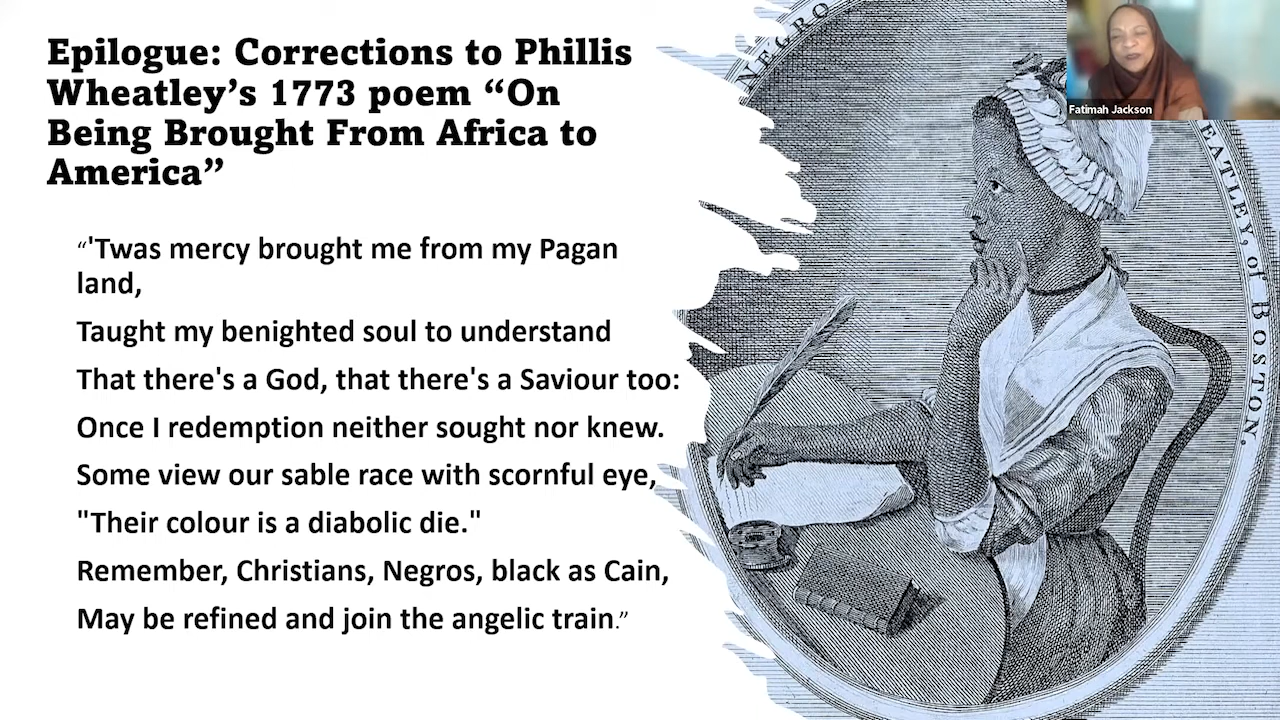 Epilogue: Corrections to Phillis
Wheatley’s 1773 poem “On
Being Brought From Africa to
America”
“'Twas mercy brought me from my Pagan
land,
Taught my benighted soul to understand
That there's a God, that there's a Saviour too:
Once I redemption neither sought nor knew.
Some view our sable race with scornful eye,
"Their colour is a diabolic die."
Remember, Christians, Negros, black as Cain,
May be refined and join the angelic train.”
NEGRO
EATLEY, of BOSTON.
Fatimah Jackson